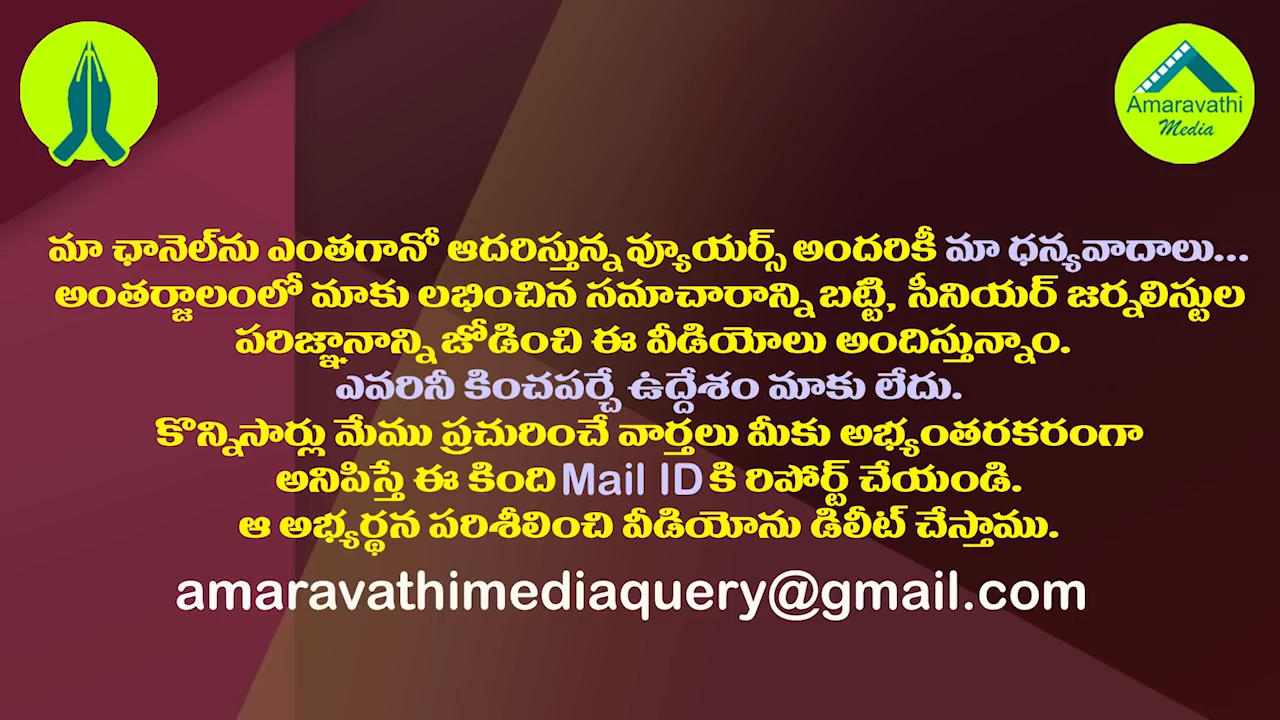 Amaravathi
Media
మా ఛానెల్‌ను ఎంతగానో ఆదరిస్తున్న వ్యూయర్స్ అందరికీ మా ధన్యవాదాలు...
అంతర్జాలంలో మాకు లభించిన సమాచారాన్ని బట్టి, సీనియర్ జర్నలిస్టుల
పరిజ్ఞానాన్ని జోడించి ఈ వీడియోలు అందిస్తున్నాం.
ఎవరినీ కించపర్చే ఉద్దేశం మాకు లేదు.
కొన్నిసార్లు మేము ప్రచురించే వార్తలు మీకు అభ్యంతరకరంగా
అనిపిస్తే ఈ కింది Mail ID కి రిపోర్ట్ చేయండి.
ఆ అభ్యర్థన పరిశీలించి వీడియోను డిలీట్ చేస్తాము.
amaravathimediaquery@gmail.com